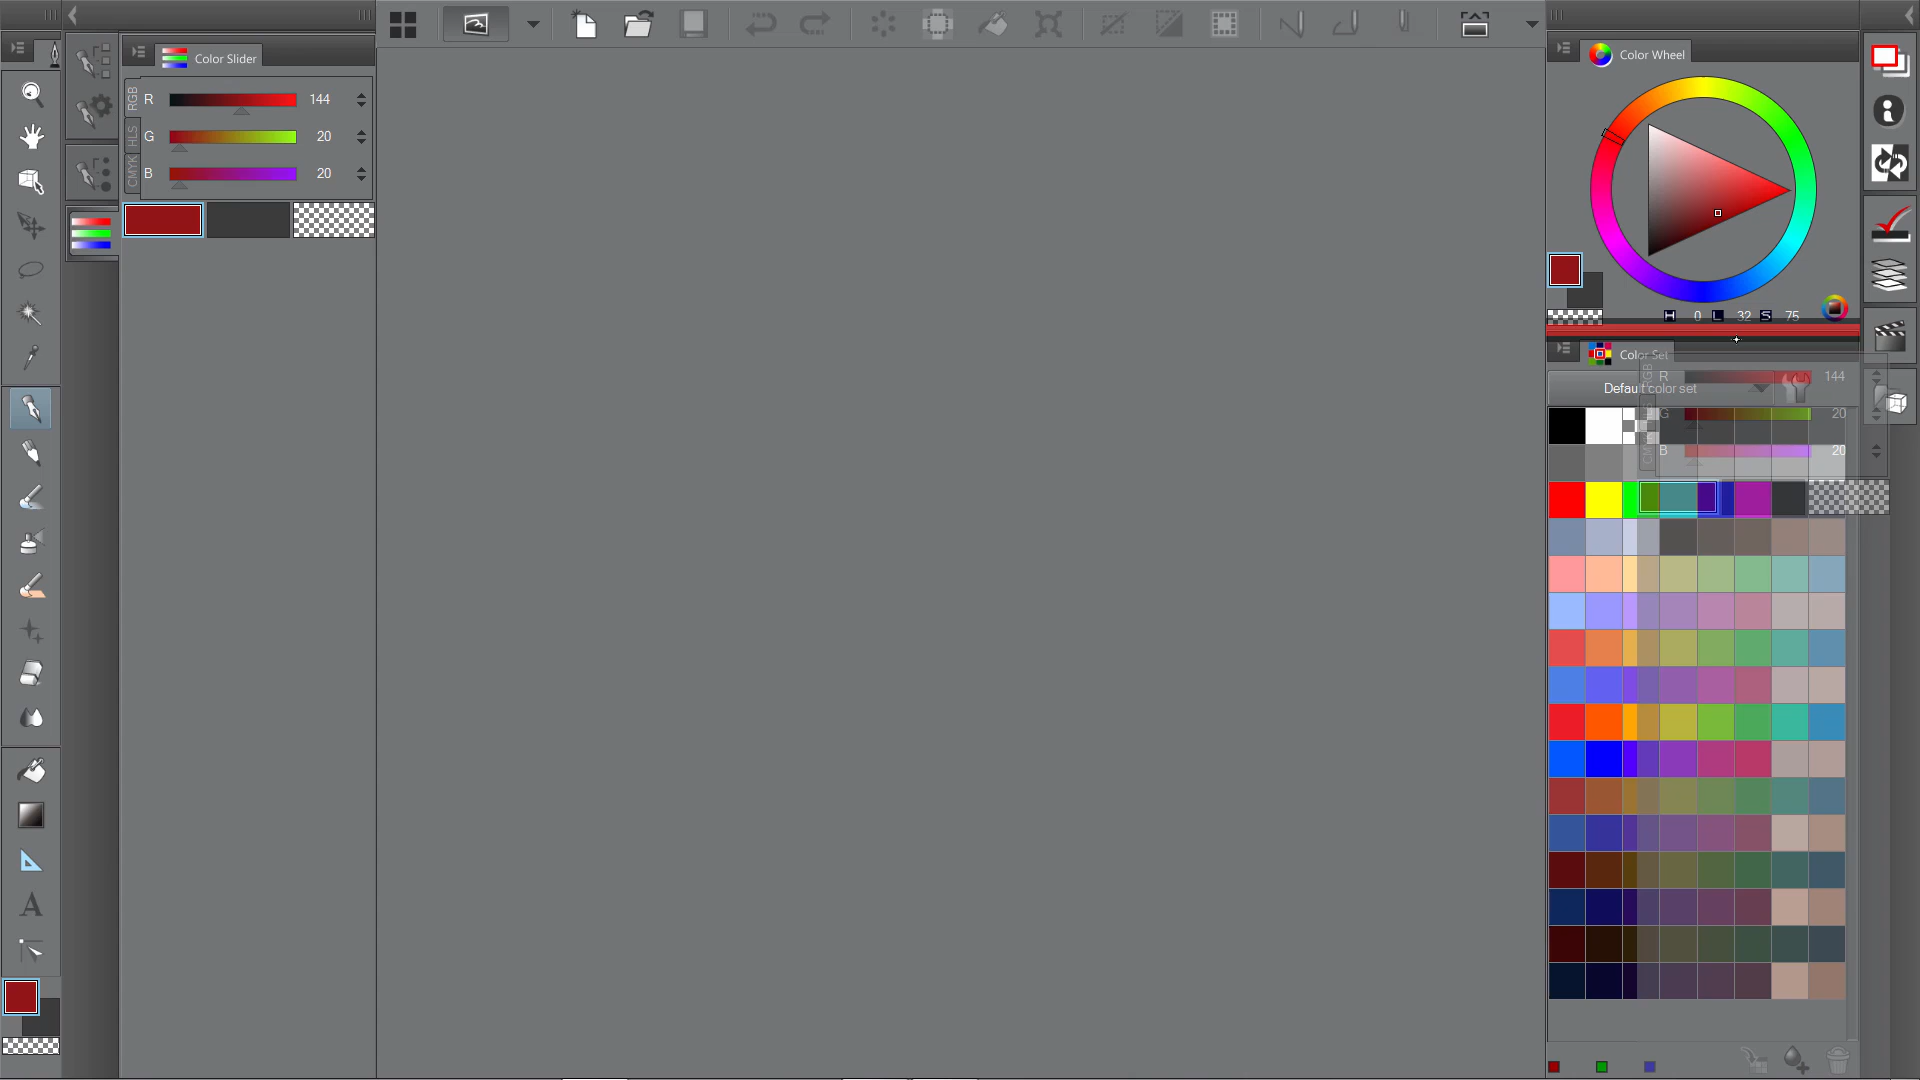 Color Slider
RGB
R
144
HLS
G
20
CMYK
B
20
A
Color Wheel
H 0 L 32 S 75
Color Set
Default color set
RGB
R
144
G
20
B
20